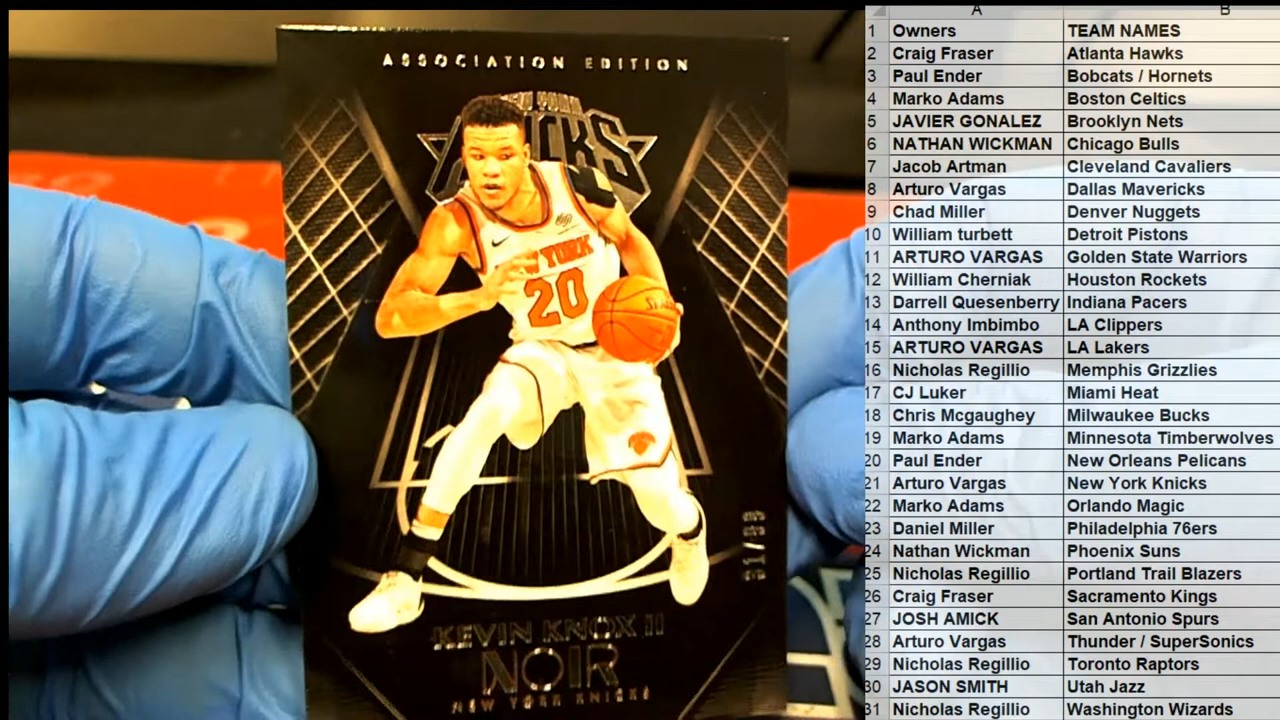 ASSOCIATION EDITION
NEW YORK
KNICKS
NEW YORK
20
KEVIN KNOX II
NOIR
NEW YORK KNICKS
A B
1 Owners TEAM NAMES
2 Craig Fraser Atlanta Hawks
3 Paul Ender Bobcats / Hornets
4 Marko Adams Boston Celtics
5 JAVIER GONALEZ Brooklyn Nets
6 NATHAN WICKMAN Chicago Bulls
7 Jacob Artman Cleveland Cavaliers
8 Arturo Vargas Dallas Mavericks
9 Chad Miller Denver Nuggets
10 William turbett Detroit Pistons
11 ARTURO VARGAS Golden State Warriors
12 William Cherniak Houston Rockets
13 Darrell Quesenberry Indiana Pacers
14 Anthony Imbimbo LA Clippers
15 ARTURO VARGAS LA Lakers
16 Nicholas Regillio Memphis Grizzlies
17 CJ Luker Miami Heat
18 Chris Mcgaughey Milwaukee Bucks
19 Marko Adams Minnesota Timberwolves
20 Paul Ender New Orleans Pelicans
21 Arturo Vargas New York Knicks
22 Marko Adams Orlando Magic
23 Daniel Miller Philadelphia 76ers
24 Nathan Wickman Phoenix Suns
25 Nicholas Regillio Portland Trail Blazers
26 Craig Fraser Sacramento Kings
27 JOSH AMICK San Antonio Spurs
28 Arturo Vargas Thunder / SuperSonics
29 Nicholas Regillio Toronto Raptors
30 JASON SMITH Utah Jazz
31 Nicholas Regillio Washington Wizards